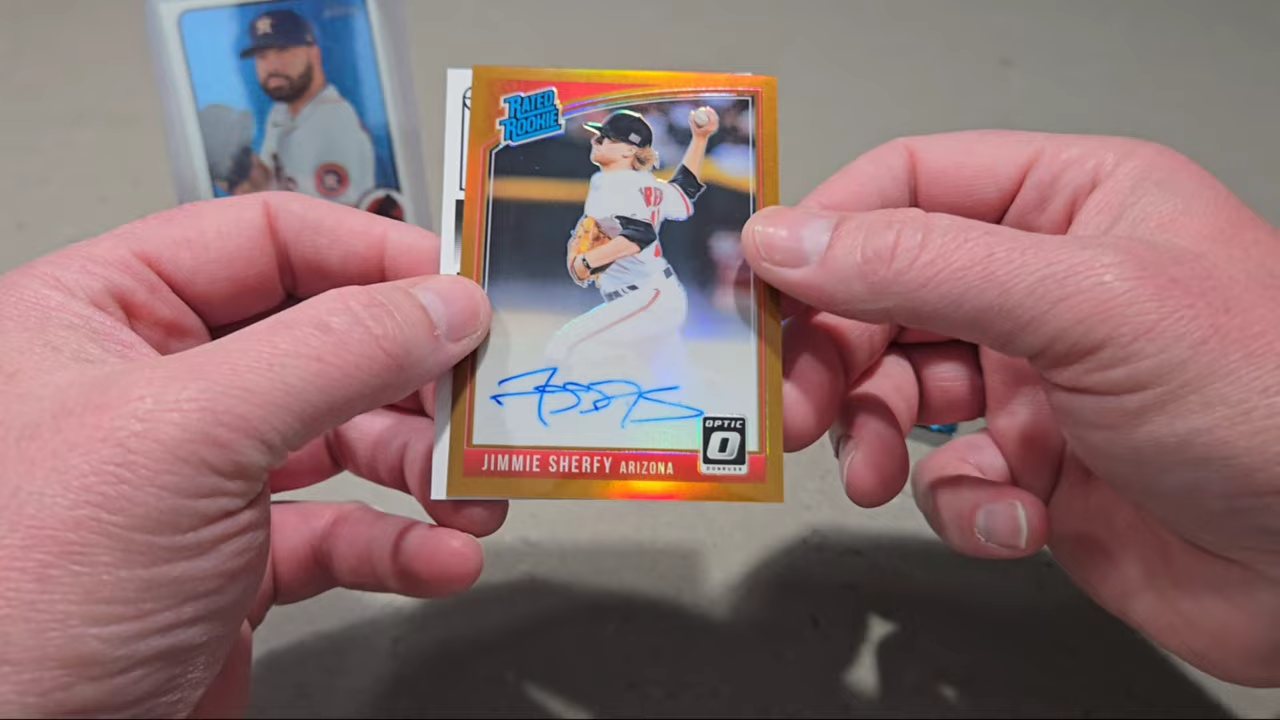 RATED
ROOKIE
OPTIC
DONRUSS
JIMMIE SHERFY ARIZONA